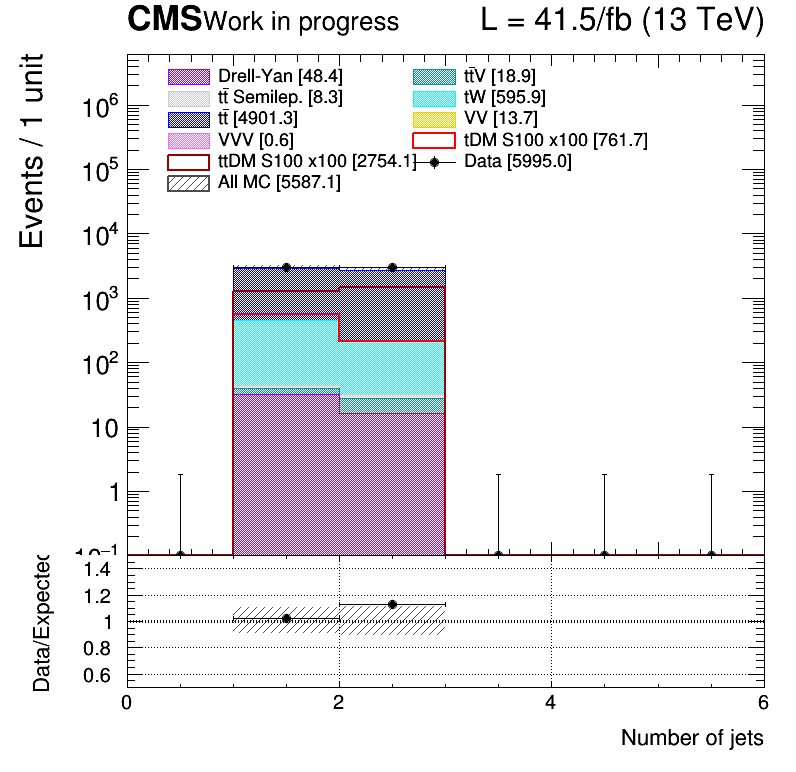 CMS Work in progress L = 41.5/fb (13 TeV)
Events / 1 unit
Drell-Yan [48.4] tt̄V [18.9]
tt̄ Semilep. [8.3] tW [595.9]
tt̄ [4901.3] VV [13.7]
VVV [0.6] tDM S100 x100 [761.7]
ttDM S100 x100 [2754.1] Data [5995.0]
All MC [5587.1]
10⁶
10⁵
10⁴
10³
10²
10
1
10⁻¹
Data/Expected
1.4
1.2
1
0.8
0.6
0 2 4 6
Number of jets